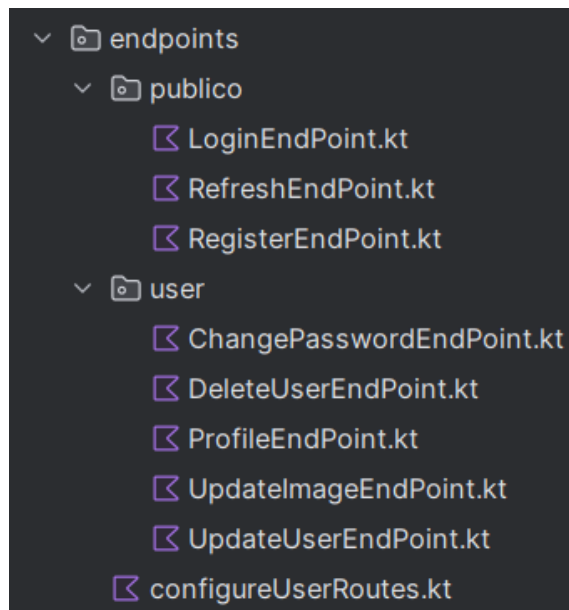 endpoints
publico
LoginEndPoint.kt
RefreshEndPoint.kt
RegisterEndPoint.kt
user
ChangePasswordEndPoint.kt
DeleteUserEndPoint.kt
ProfileEndPoint.kt
UpdateImageEndPoint.kt
UpdateUserEndPoint.kt
configureUserRoutes.kt